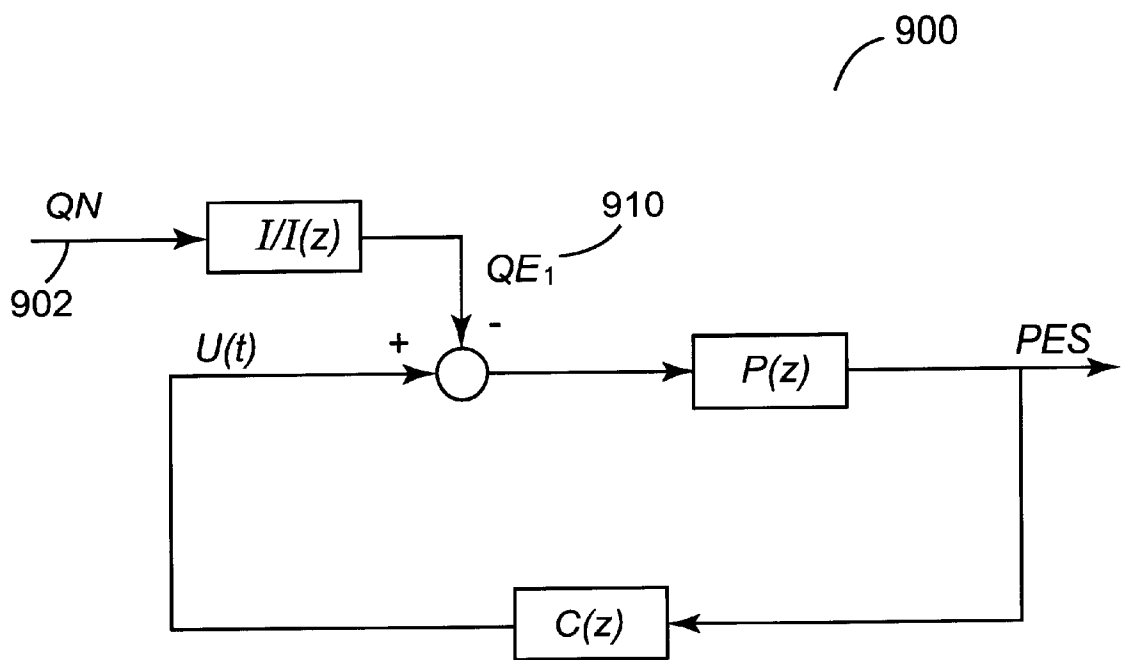 900
QN
I/I(z)
910
QE₁
902
-
U(t)
+
P(z)
PES
C(z)